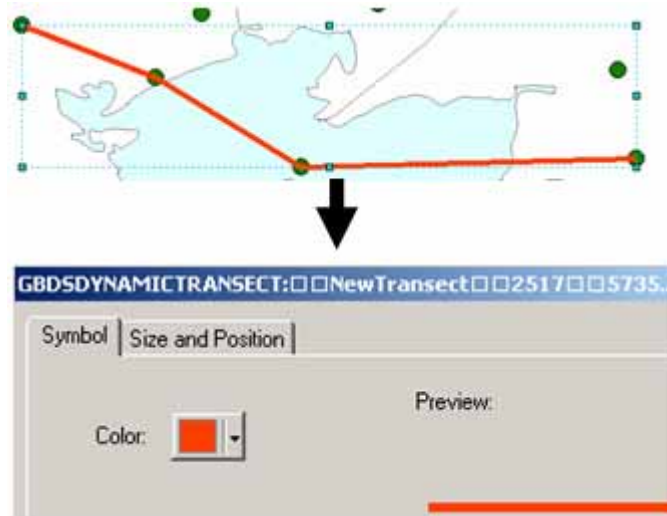 GBDSDYNAMICTRANSECT:□□NewTransect□□2517□□5735.
Symbol Size and Position
Preview:
Color: